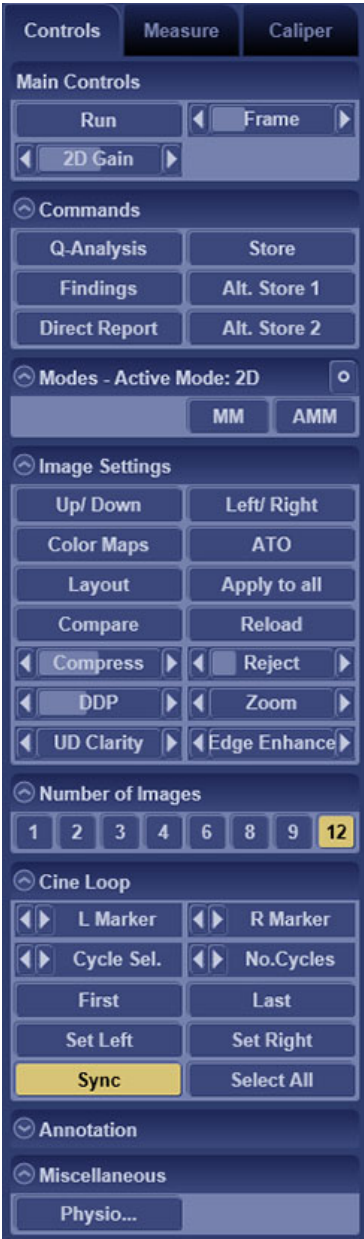 Controls Measure Caliper
Main Controls
Run Frame
2D Gain
Commands
Q-Analysis Store
Findings Alt. Store 1
Direct Report Alt. Store 2
Modes - Active Mode: 2D
MM AMM
Image Settings
Up/ Down Left/ Right
Color Maps ATO
Layout Apply to all
Compare Reload
Compress Reject
DDP Zoom
UD Clarity Edge Enhance
Number of Images
1 2 3 4 6 8 9 12
Cine Loop
L Marker R Marker
Cycle Sel. No.Cycles
First Last
Set Left Set Right
Sync Select All
Annotation
Miscellaneous
Physio...